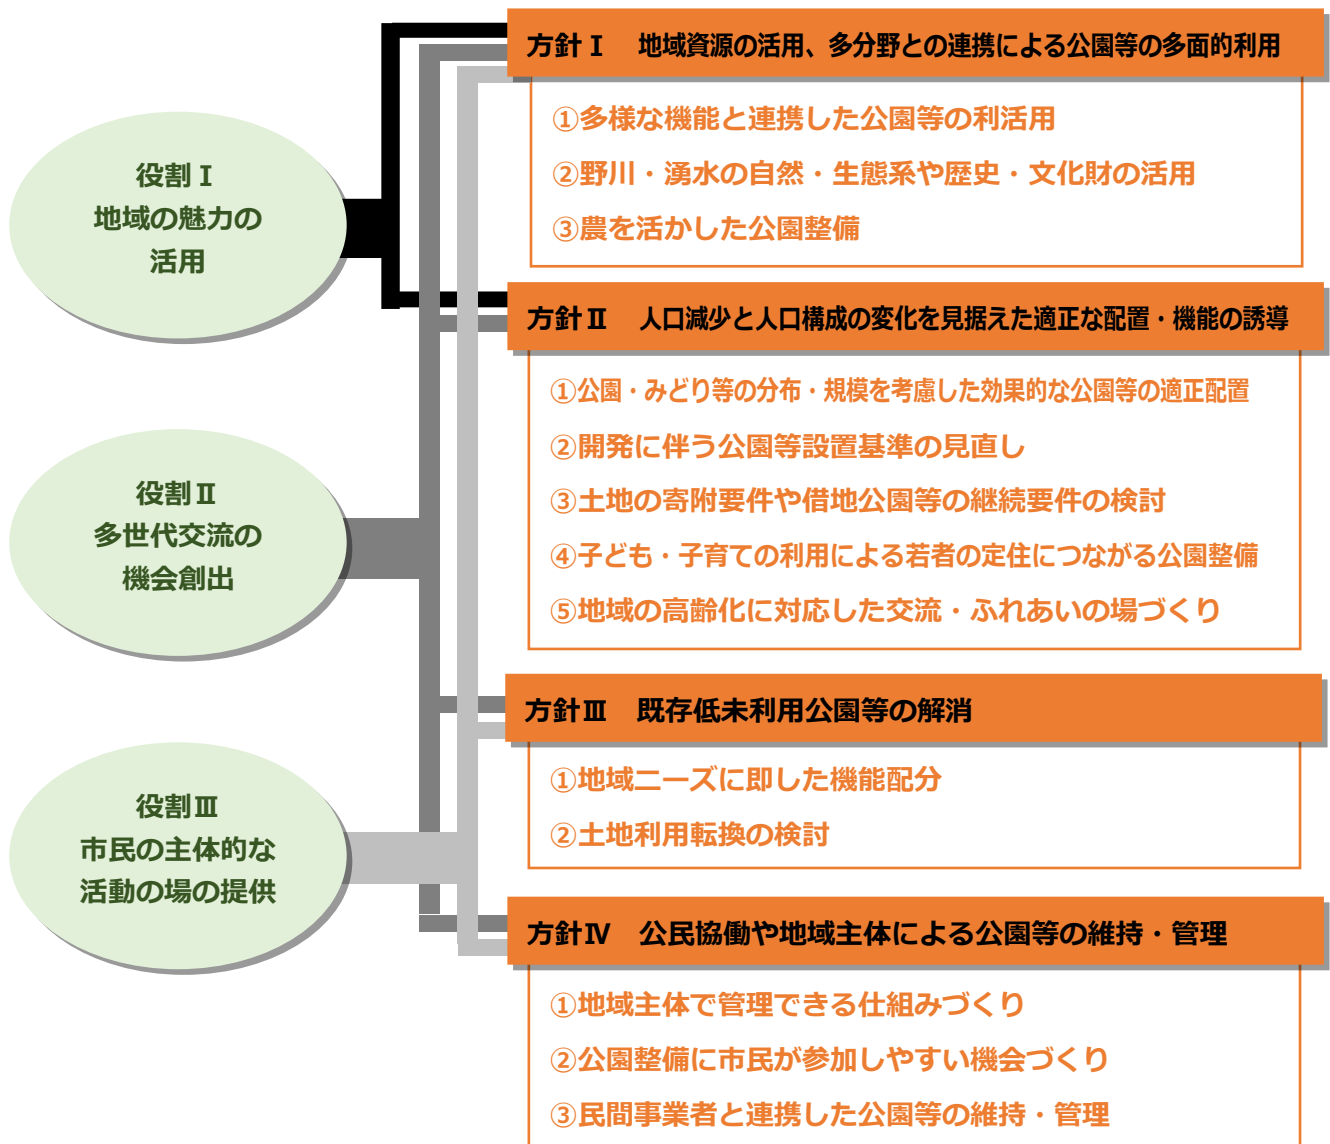 役割Ⅰ
地域の魅力の
活用
役割Ⅱ
多世代交流の
機会創出
役割Ⅲ
市民の主体的な
活動の場の提供
方針Ⅰ 地域資源の活用、多分野との連携による公園等の多面的利用
①多様な機能と連携した公園等の利活用
②野川・湧水の自然・生態系や歴史・文化財の活用
③農を活かした公園整備
方針Ⅱ 人口減少と人口構成の変化を見据えた適正な配置・機能の誘導
①公園・みどり等の分布・規模を考慮した効果的な公園等の適正配置
②開発に伴う公園等設置基準の見直し
③土地の寄附要件や借地公園等の継続要件の検討
④子ども・子育ての利用による若者の定住につながる公園整備
⑤地域の高齢化に対応した交流・ふれあいの場づくり
方針Ⅲ 既存低未利用公園等の解消
①地域ニーズに即した機能配分
②土地利用転換の検討
方針Ⅳ 公民協働や地域主体による公園等の維持・管理
①地域主体で管理できる仕組みづくり
②公園整備に市民が参加しやすい機会づくり
③民間事業者と連携した公園等の維持・管理